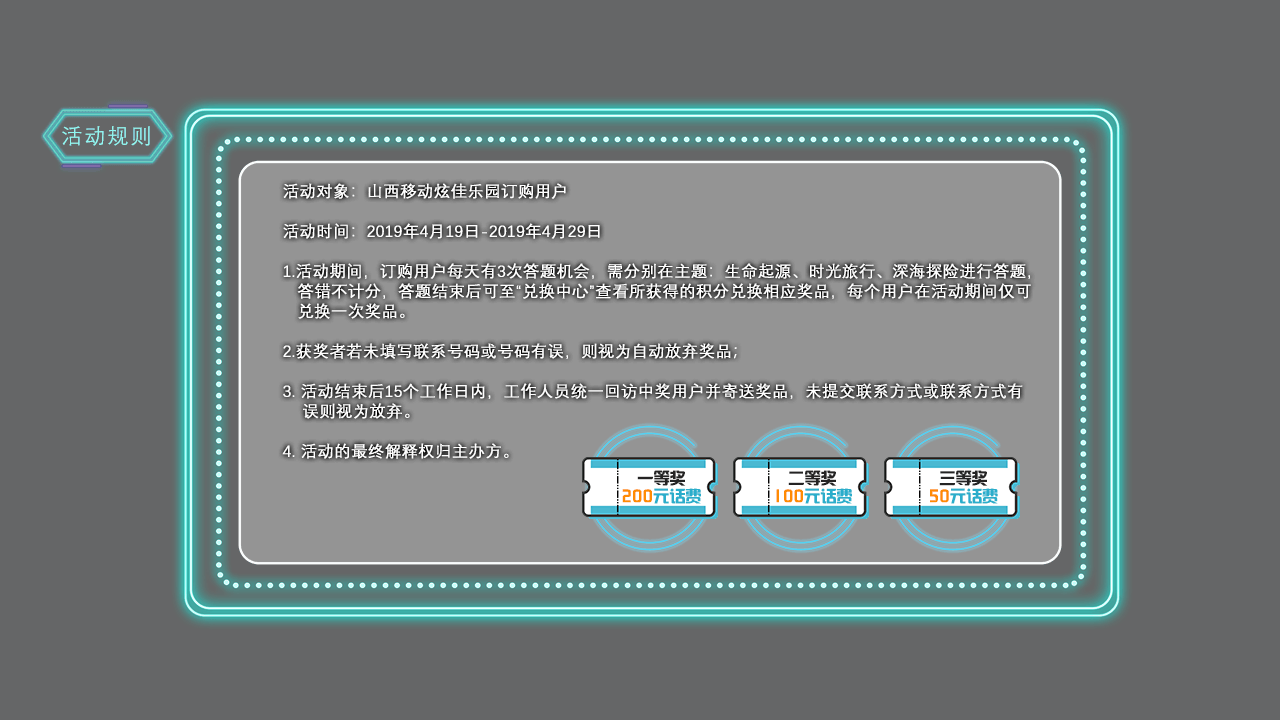 活动规则
活动对象：山西移动炫佳乐园订购用户
活动时间：2019年4月19日-2019年4月29日
1.活动期间，订购用户每天有3次答题机会，需分别在主题：生命起源、时光旅行、深海探险进行答题，
答错不计分，答题结束后可至“兑换中心”查看所获得的积分兑换相应奖品，每个用户在活动期间仅可
兑换一次奖品。
2.获奖者若未填写联系号码或号码有误，则视为自动放弃奖品；
3. 活动结束后15个工作日内，工作人员统一回访中奖用户并寄送奖品，未提交联系方式或联系方式有
误则视为放弃。
4. 活动的最终解释权归主办方。
一等奖
200元话费
二等奖
100元话费
三等奖
50元话费